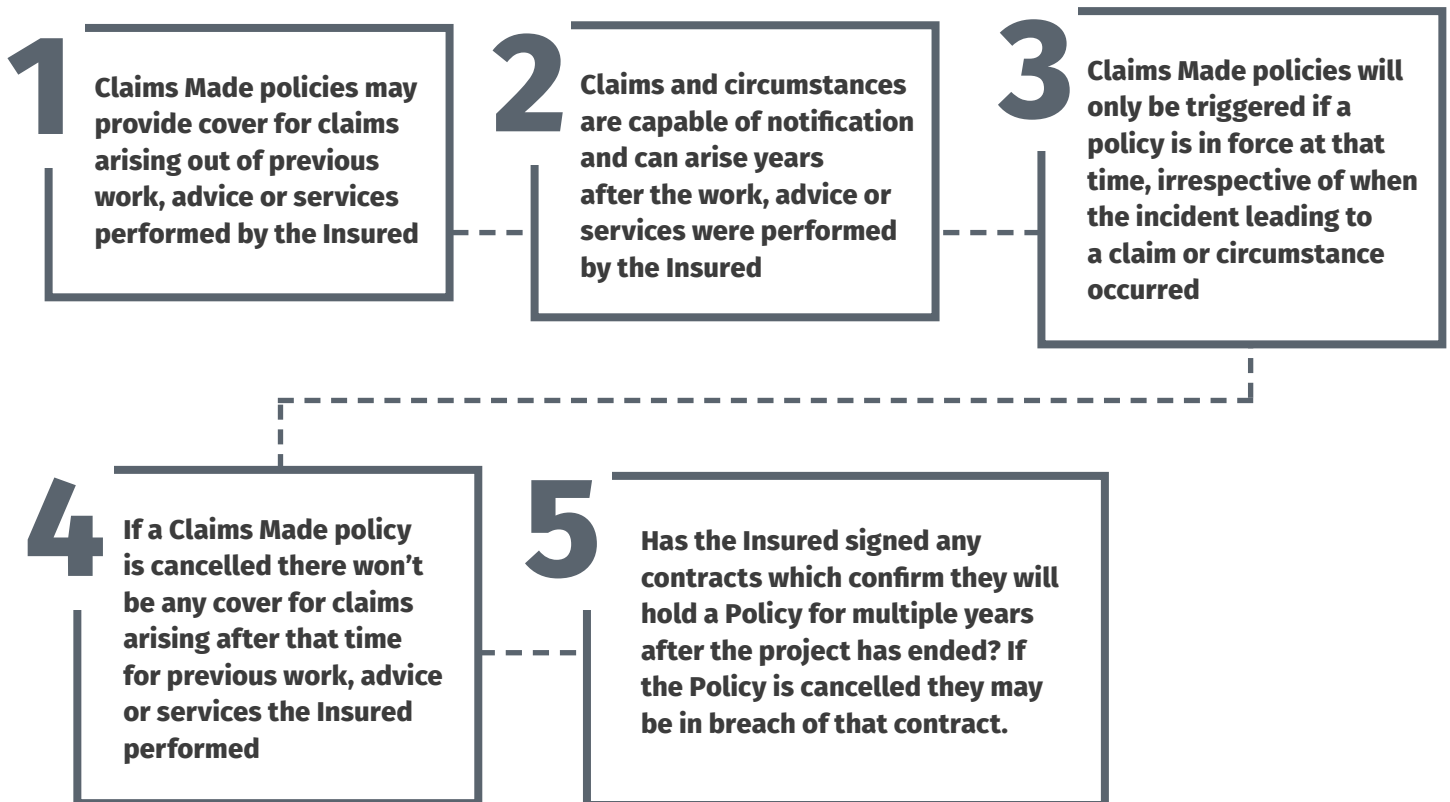 1
Claims Made policies may
provide cover for claims
arising out of previous
work, advice or services
performed by the Insured
2
Claims and circumstances
are capable of notification
and can arise years
after the work, advice or
services were performed
by the Insured
3
Claims Made policies will
only be triggered if a
policy is in force at that
time, irrespective of when
the incident leading to
a claim or circumstance
occurred
4
If a Claims Made policy
is cancelled there won’t
be any cover for claims
arising after that time
for previous work, advice
or services the Insured
performed
5
Has the Insured signed any
contracts which confirm they will
hold a Policy for multiple years
after the project has ended? If
the Policy is cancelled they may
be in breach of that contract.